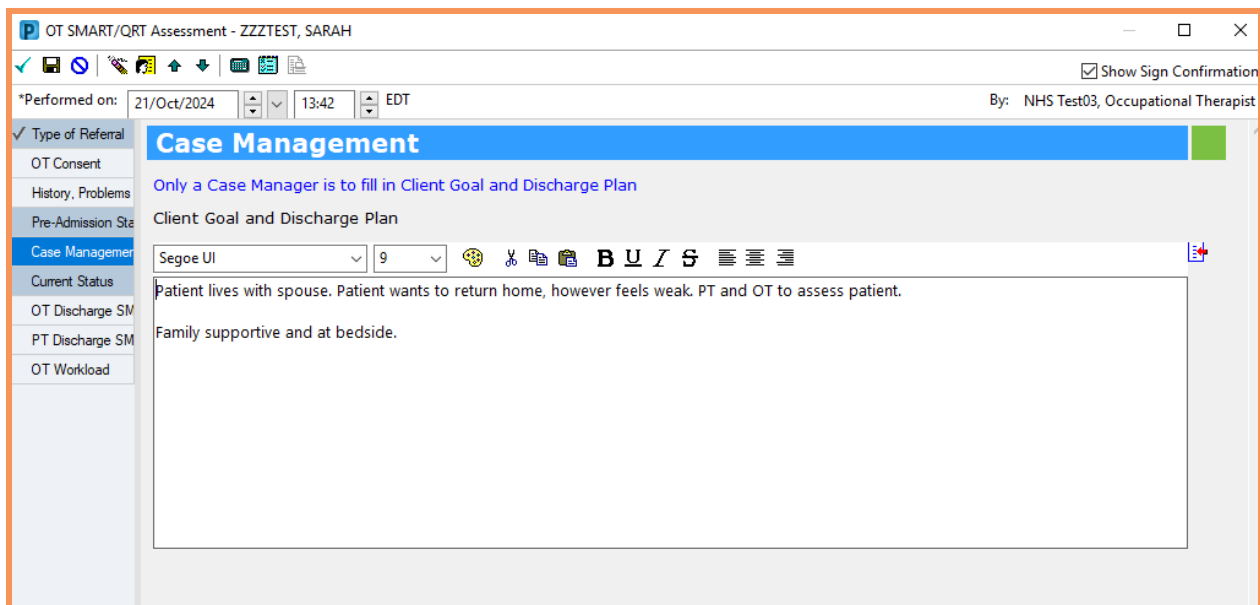 P OT SMART/QRT Assessment - ZZZTEST, SARAH
Show Sign Confirmation
*Performed on: 21/Oct/2024 13:42 EDT By: NHS Test03, Occupational Therapist
Type of Referral
OT Consent
History, Problems
Pre-Admission Sta
Case Managemer
Current Status
OT Discharge SM
PT Discharge SM
OT Workload
Case Management
Only a Case Manager is to fill in Client Goal and Discharge Plan
Client Goal and Discharge Plan
Segoe UI 9 B U I S
Patient lives with spouse. Patient wants to return home, however feels weak. PT and OT to assess patient.
Family supportive and at bedside.